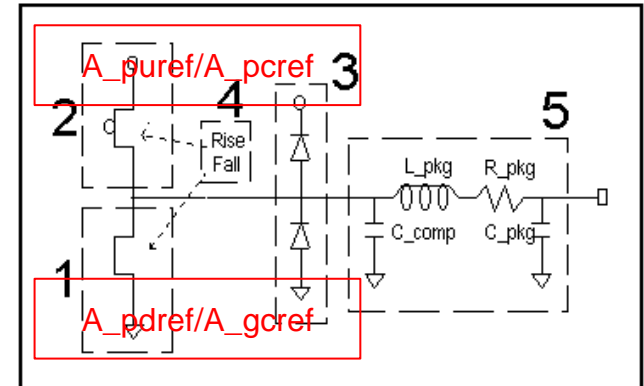 A_puref/A_pcref
3
2
4
5
Rise
Fall
L_pkg
R_pkg
C_comp
C_pkg
1
A_pdref/A_gcref